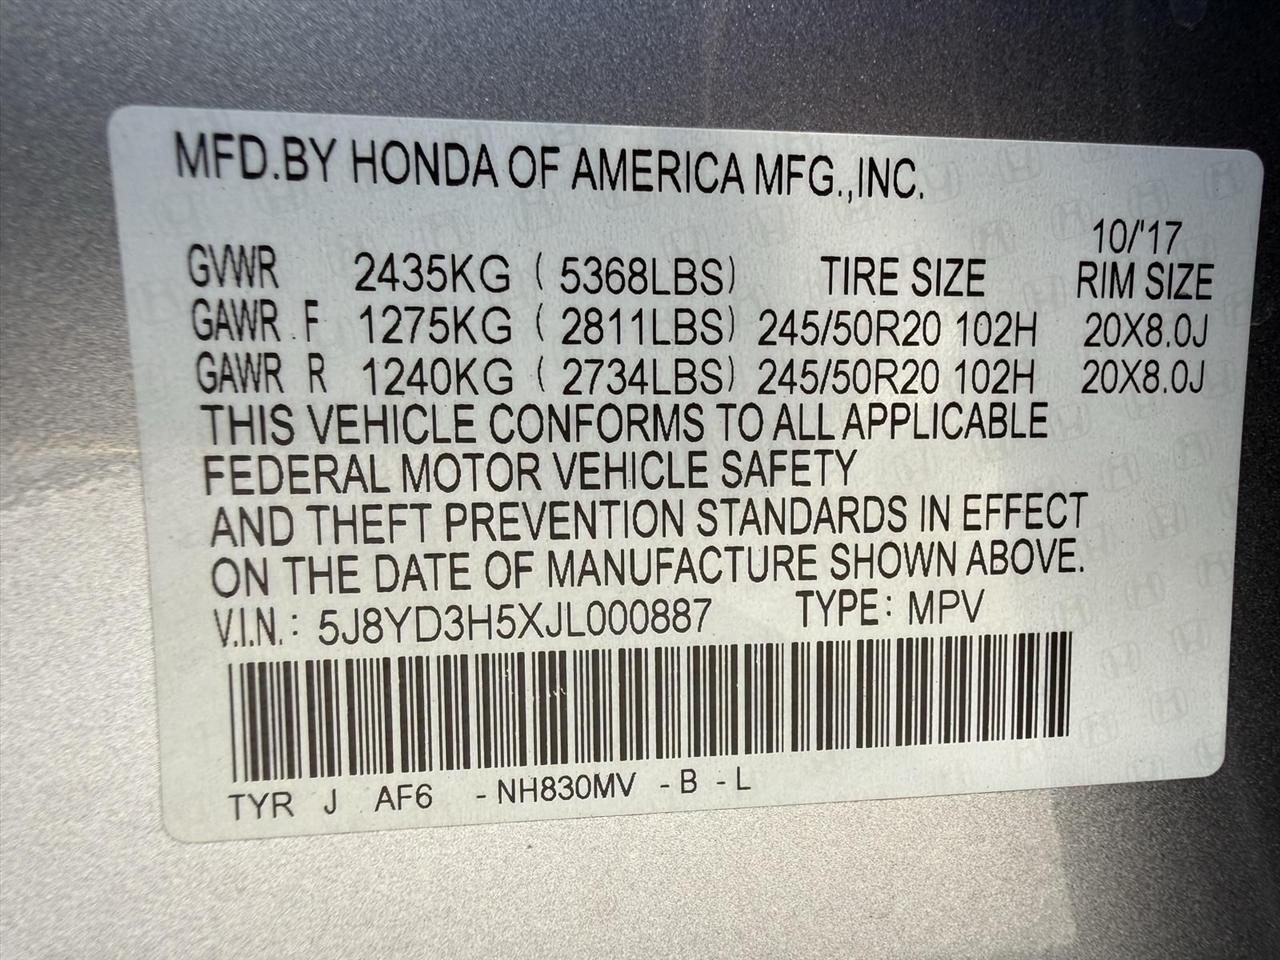 MFD.BY HONDA OF AMERICA MFG.,INC.
10/'17
GVWR 2435KG ( 5368LBS) TIRE SIZE RIM SIZE
GAWR F 1275KG ( 2811LBS) 245/50R20 102H 20X8.0J
GAWR R 1240KG ( 2734LBS) 245/50R20 102H 20X8.0J
THIS VEHICLE CONFORMS TO ALL APPLICABLE
FEDERAL MOTOR VEHICLE SAFETY
AND THEFT PREVENTION STANDARDS IN EFFECT
ON THE DATE OF MANUFACTURE SHOWN ABOVE.
V.I.N.: 5J8YD3H5XJL000887 TYPE: MPV
TYR J AF6 - NH830MV - B - L